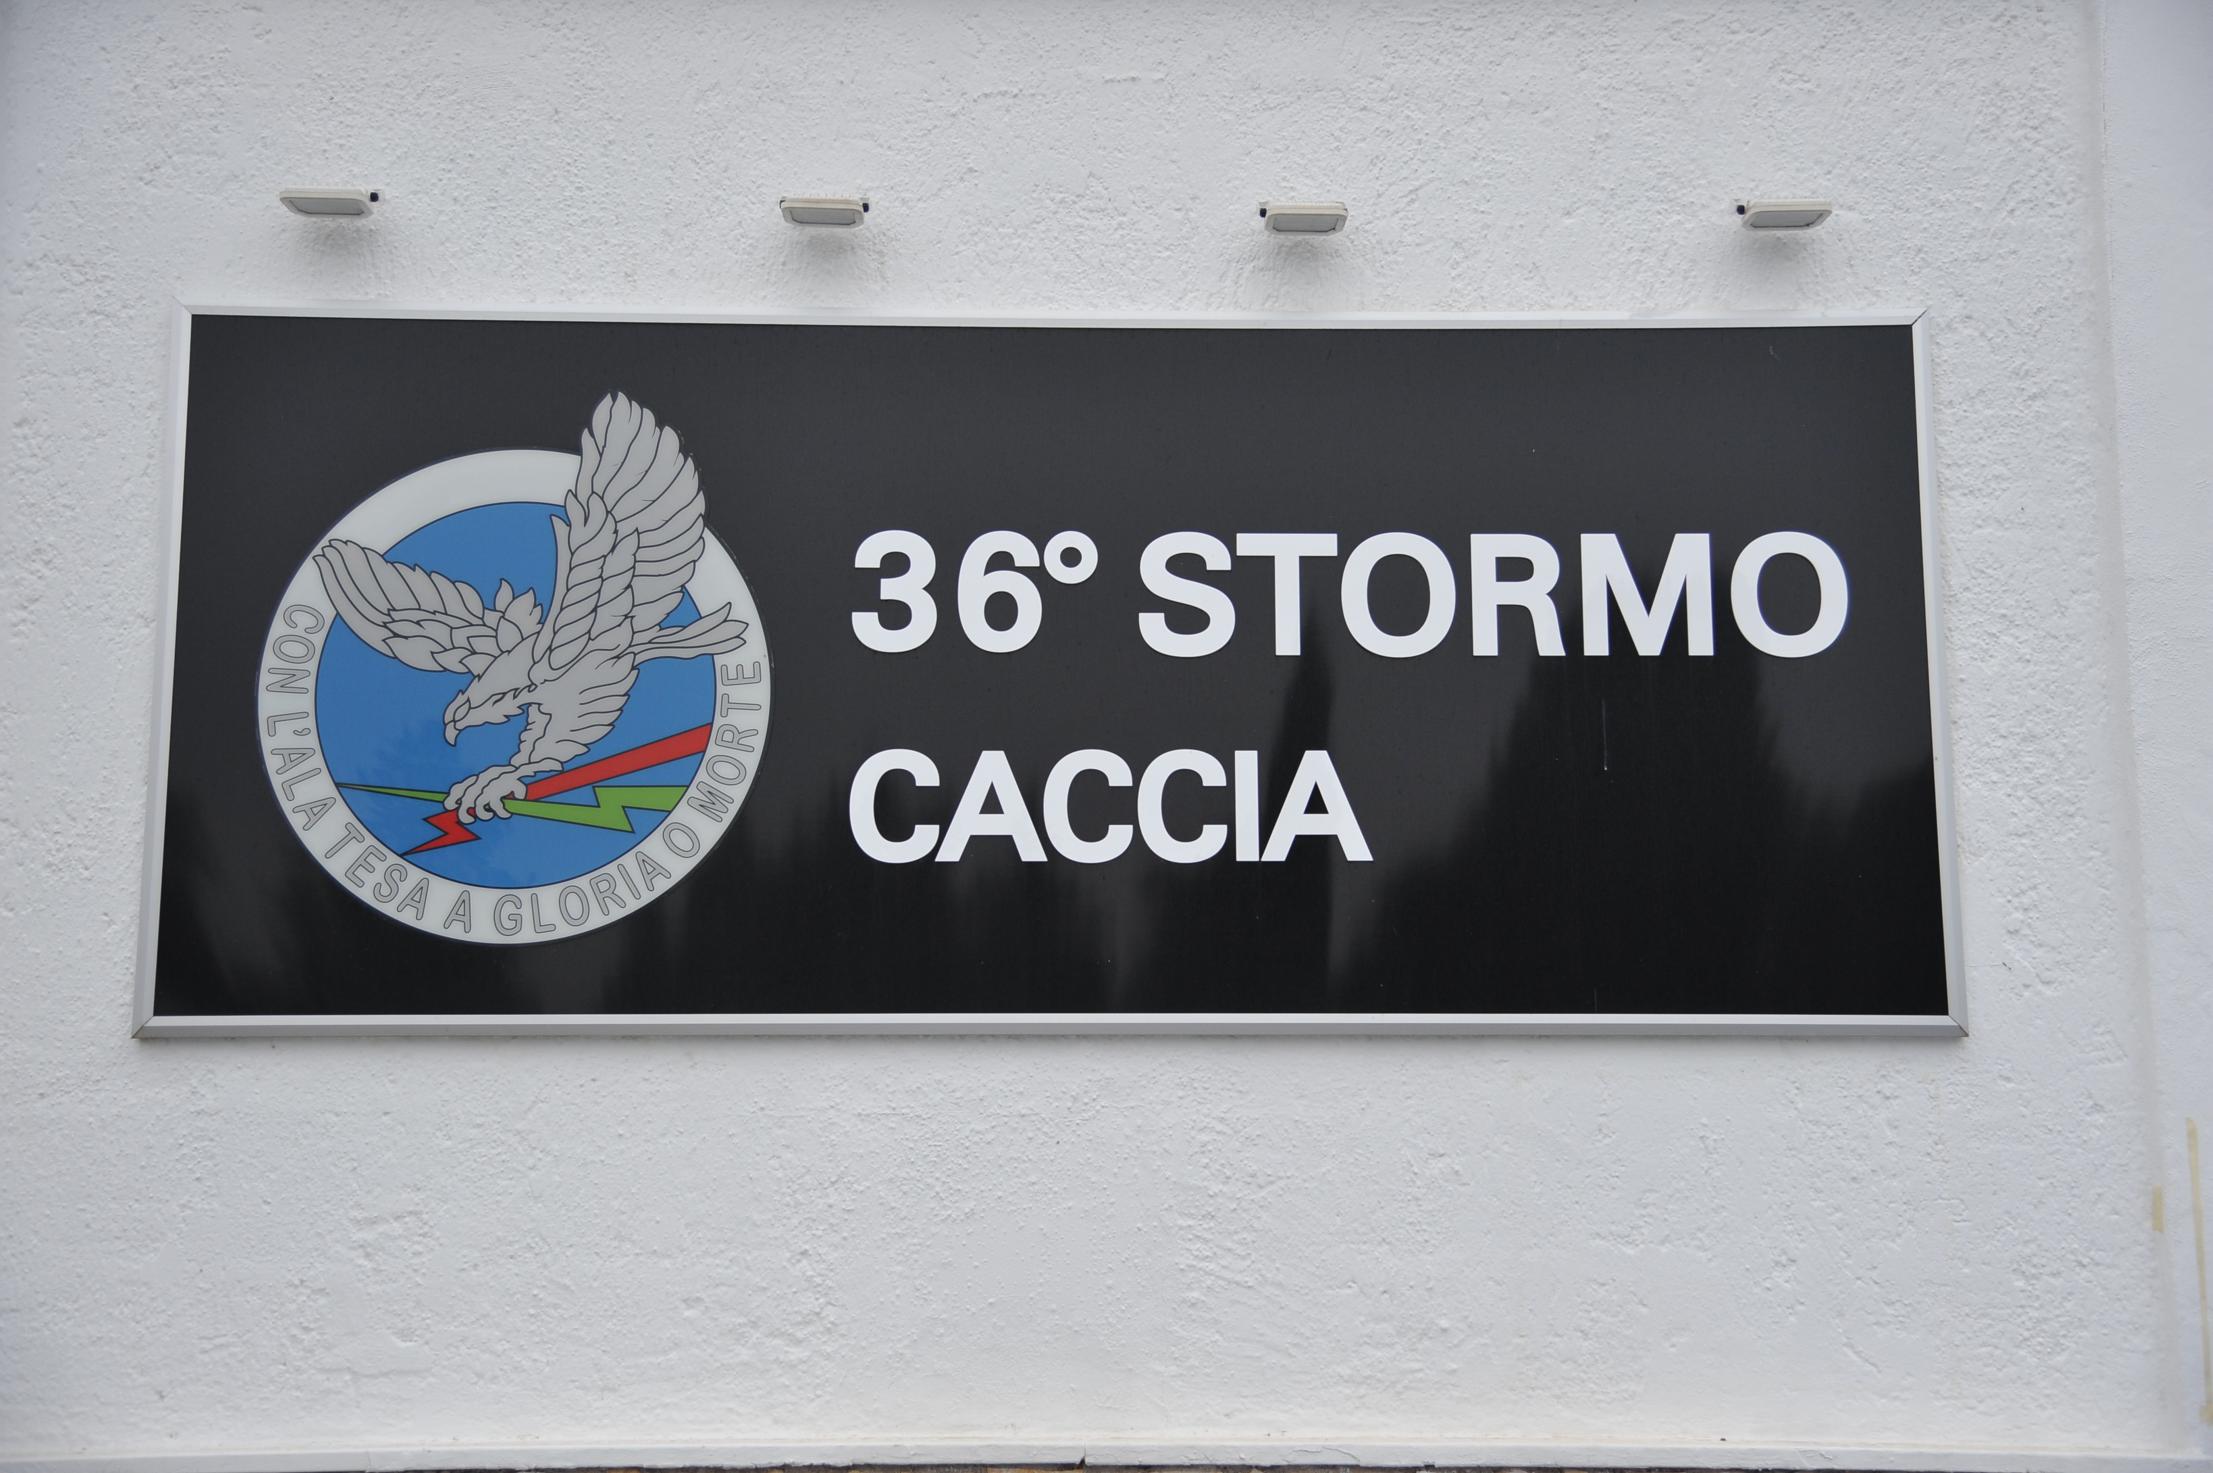 CON L'ALA TESA A GLORIA O MORTE
36° STORMO
CACCIA